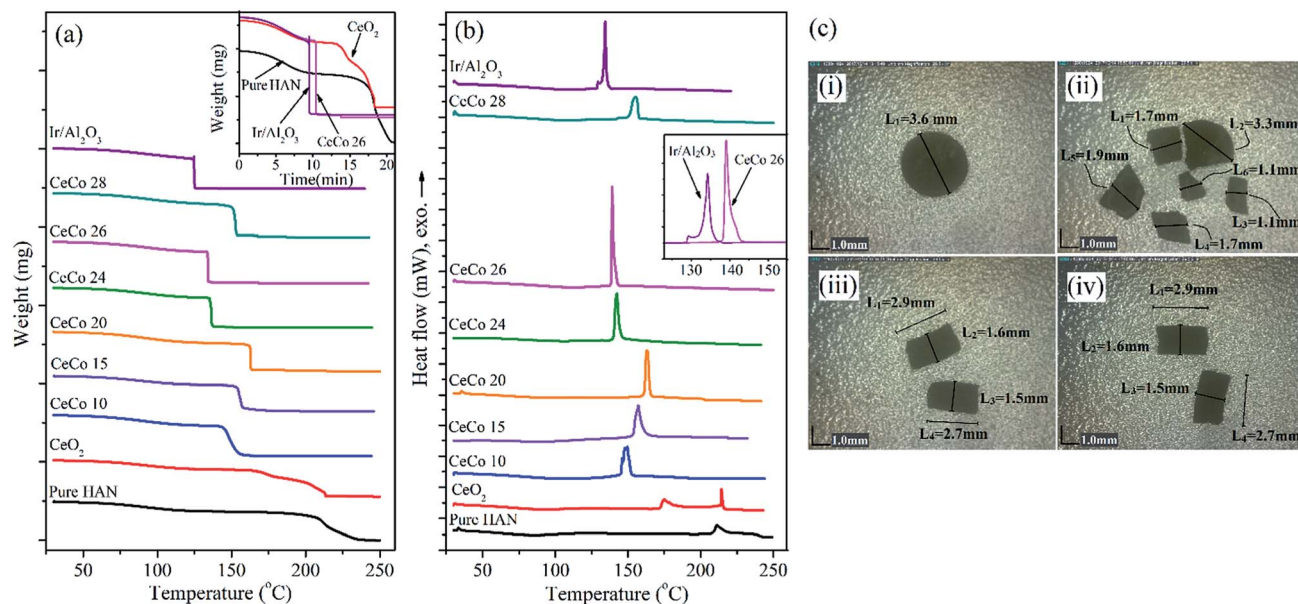 (a)
Weight (mg)
CeO₂
Pure HAN
Ir/Al₂O₃
CeCo 26
0 10 15 20
Time(min)
Weight (mg)
Ir/Al₂O₃
CeCo 28
CeCo 26
CeCo 24
CeCo 20
CeCo 15
CeCo 10
CeO₂
Pure HAN
50 75 100 125 150 175 200 225 250
Temperature (°C)
(b)
Heat flow (mW), exo.
Ir/Al₂O₃
CeCo 28
Ir/Al₂O₃
CeCo 26
130 140 150
CeCo 26
CeCo 24
CeCo 20
CeCo 15
CeCo 10
CeO₂
Pure HAN
50 100 150 200 250
Temperature (°C)
(c)
(i)
L₁=3.6 mm
1.0mm
(ii)
L₁=1.7mm
L₂=3.3mm
L₅=1.9mm
L₆=1.1mm
L₃=1.1mm
L₄=1.7mm
1.0mm
(iii)
L₁=2.9mm
L₂=1.6mm
L₃=1.5mm
L₄=2.7mm
1.0mm
(iv)
L₁=2.9mm
L₂=1.6mm
L₃=1.5mm
L₄=2.7mm
1.0mm